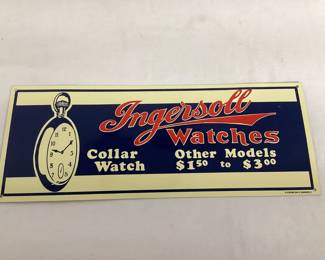 Ingersoll
Watches
Collar Other Models
Watch $1.50 to $3.00